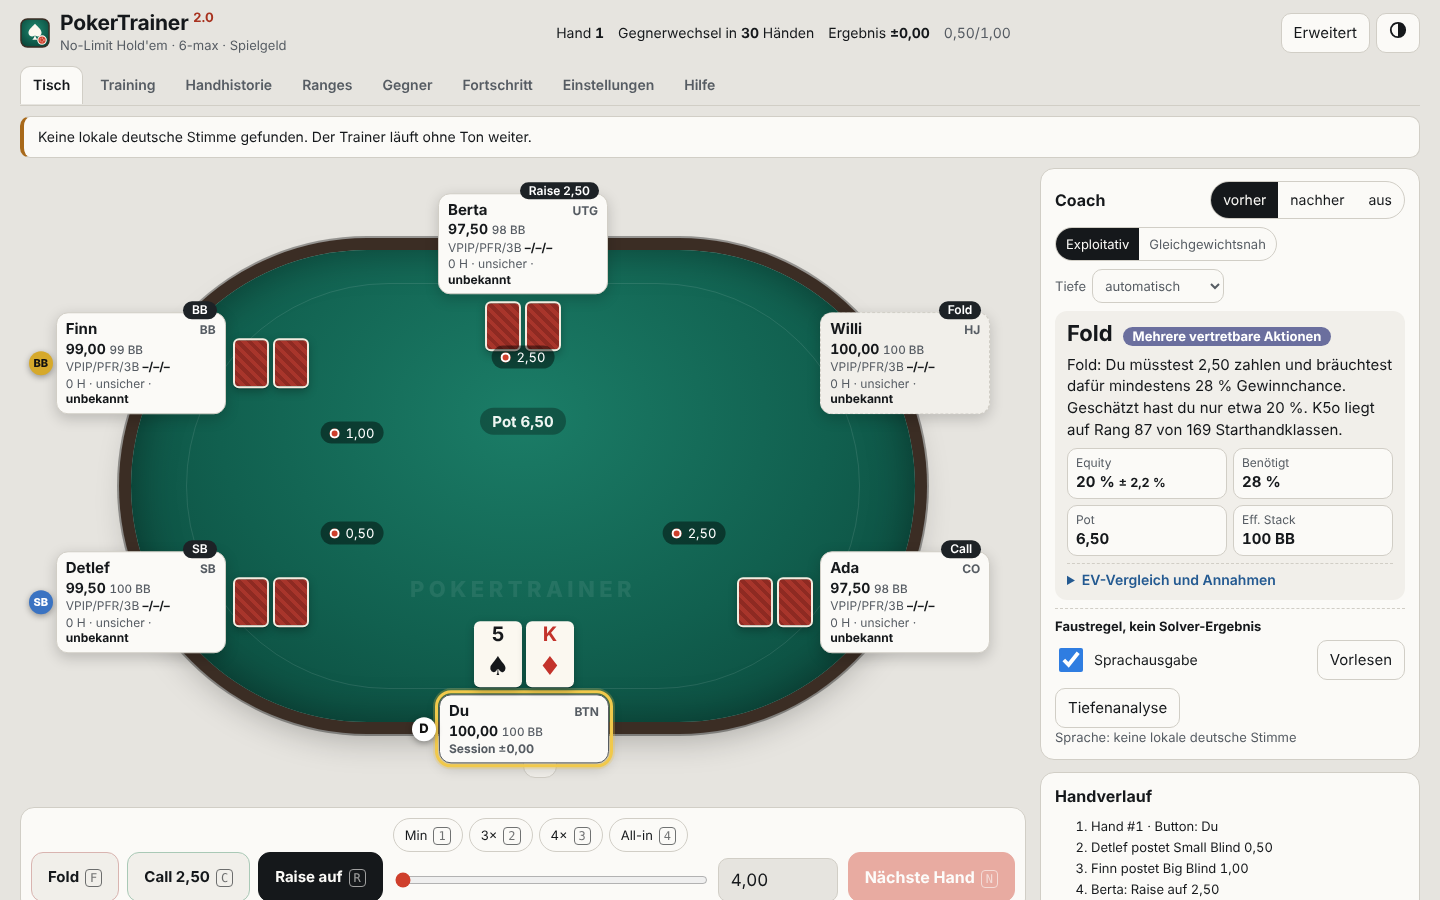 PokerTrainer 2.0
No-Limit Hold'em · 6-max · Spielgeld
Hand 1 Gegnerwechsel in 30 Händen Ergebnis ±0,00 0,50/1,00
Erweitert
Tisch Training Handhistorie Ranges Gegner Fortschritt Einstellungen Hilfe
Keine lokale deutsche Stimme gefunden. Der Trainer läuft ohne Ton weiter.
Raise 2,50
Berta UTG
97,50 98 BB
VPIP/PFR/3B –/–/–
0 H · unsicher ·
unbekannt
2,50
BB
Finn BB
99,00 99 BB
VPIP/PFR/3B –/–/–
0 H · unsicher ·
unbekannt
BB
1,00
Fold
Willi HJ
100,00 100 BB
VPIP/PFR/3B –/–/–
0 H · unsicher ·
unbekannt
Pot 6,50
0,50
2,50
SB
Detlef SB
99,50 100 BB
VPIP/PFR/3B –/–/–
0 H · unsicher ·
unbekannt
SB
POKERTRAINER
Call
Ada CO
97,50 98 BB
VPIP/PFR/3B –/–/–
0 H · unsicher ·
unbekannt
5 K
D
Du BTN
100,00 100 BB
Session ±0,00
Min 1 3× 2 4× 3 All-in 4
Fold F Call 2,50 C Raise auf R 4,00 Nächste Hand N
Coach vorher nachher aus
Exploitativ Gleichgewichtsnah
Tiefe automatisch
Fold Mehrere vertretbare Aktionen
Fold: Du müsstest 2,50 zahlen und bräuchtest
dafür mindestens 28 % Gewinnchance.
Geschätzt hast du nur etwa 20 %. K5o liegt
auf Rang 87 von 169 Starthandklassen.
Equity Benötigt
20 % ± 2,2 % 28 %
Pot Eff. Stack
6,50 100 BB
EV-Vergleich und Annahmen
Faustregel, kein Solver-Ergebnis
Sprachausgabe Vorlesen
Tiefenanalyse
Sprache: keine lokale deutsche Stimme
Handverlauf
1. Hand #1 · Button: Du
2. Detlef postet Small Blind 0,50
3. Finn postet Big Blind 1,00
4. Berta: Raise auf 2,50